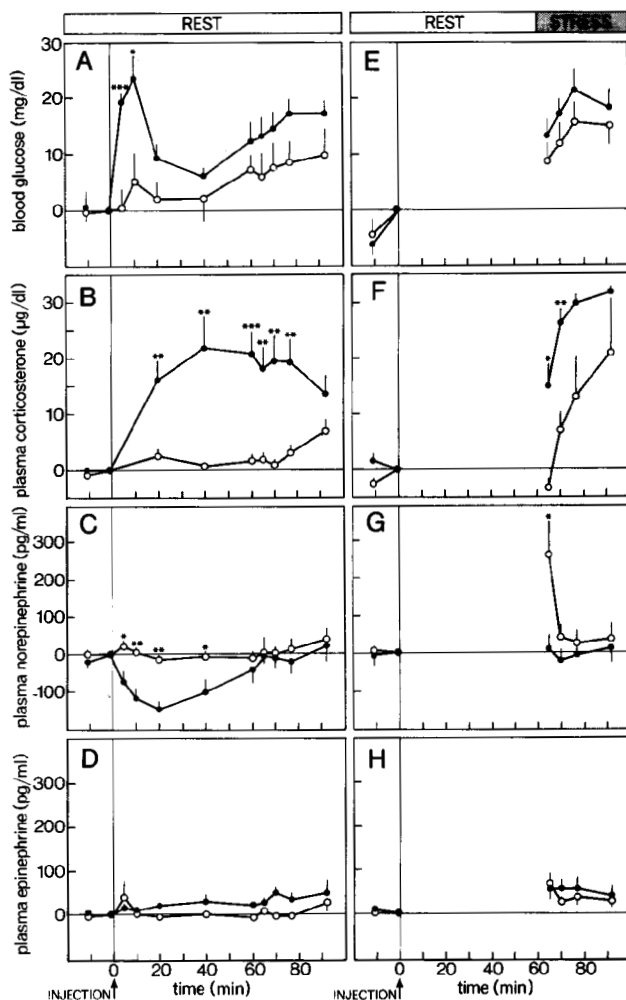 REST
REST
STRESS
A
E
blood glucose (mg/dl)
30
20
10
0
***
*
B
F
plasma corticosterone (µg/dl)
30
20
10
0
**
**
***
**
**
**
*
**
C
G
plasma norepinephrine (pg/ml)
300
200
100
0
-100
*
**
**
*
*
D
H
plasma epinephrine (pg/ml)
300
200
100
0
0
20
40
60
80
0
20
40
60
80
INJECTION
time (min)
INJECTION
time (min)